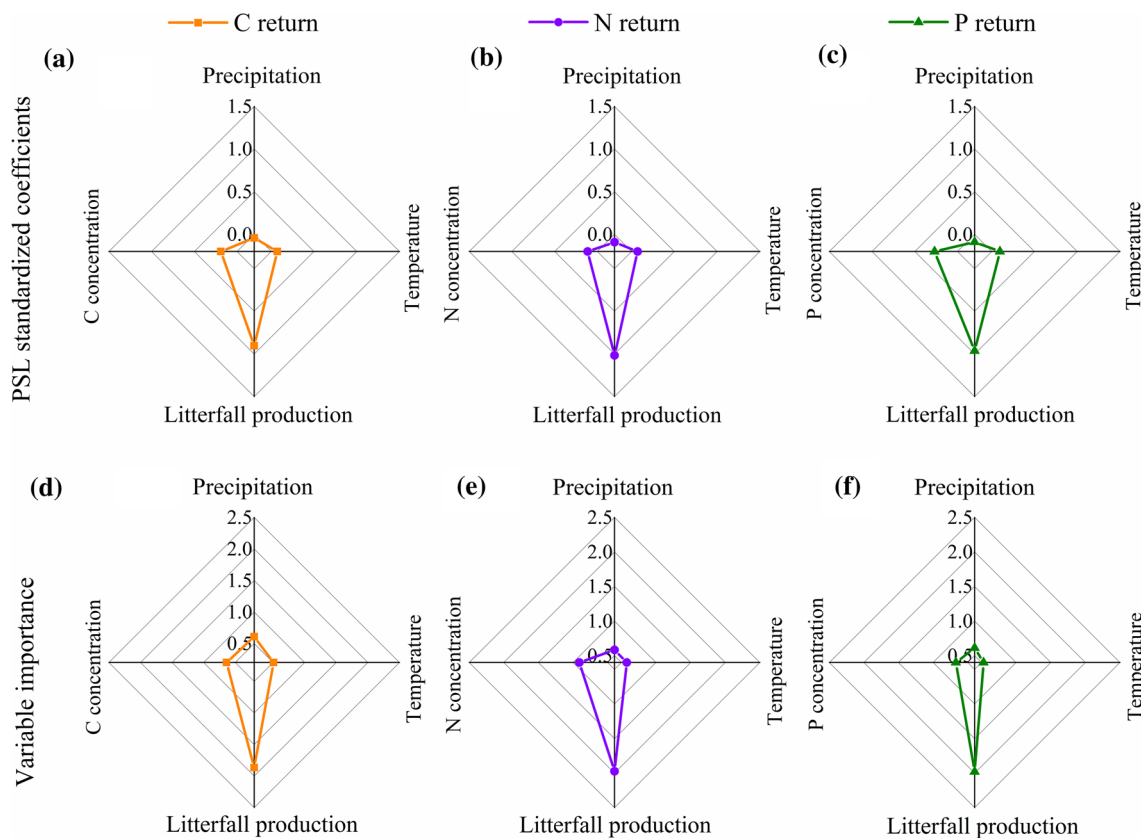 C return
N return
P return
(a)
(b)
(c)
Precipitation
Precipitation
Precipitation
PSL standardized coefficients
1.5
1.0
0.5
0.0
C concentration
Temperature
Litterfall production
1.5
1.0
0.5
0.0
N concentration
Temperature
Litterfall production
1.5
1.0
0.5
0.0
P concentration
Temperature
Litterfall production
(d)
(e)
(f)
Precipitation
Precipitation
Precipitation
Variable importance
2.5
2.0
1.5
1.0
0.5
C concentration
Temperature
Litterfall production
2.5
2.0
1.5
1.0
0.5
N concentration
Temperature
Litterfall production
2.5
2.0
1.5
1.0
0.5
P concentration
Temperature
Litterfall production